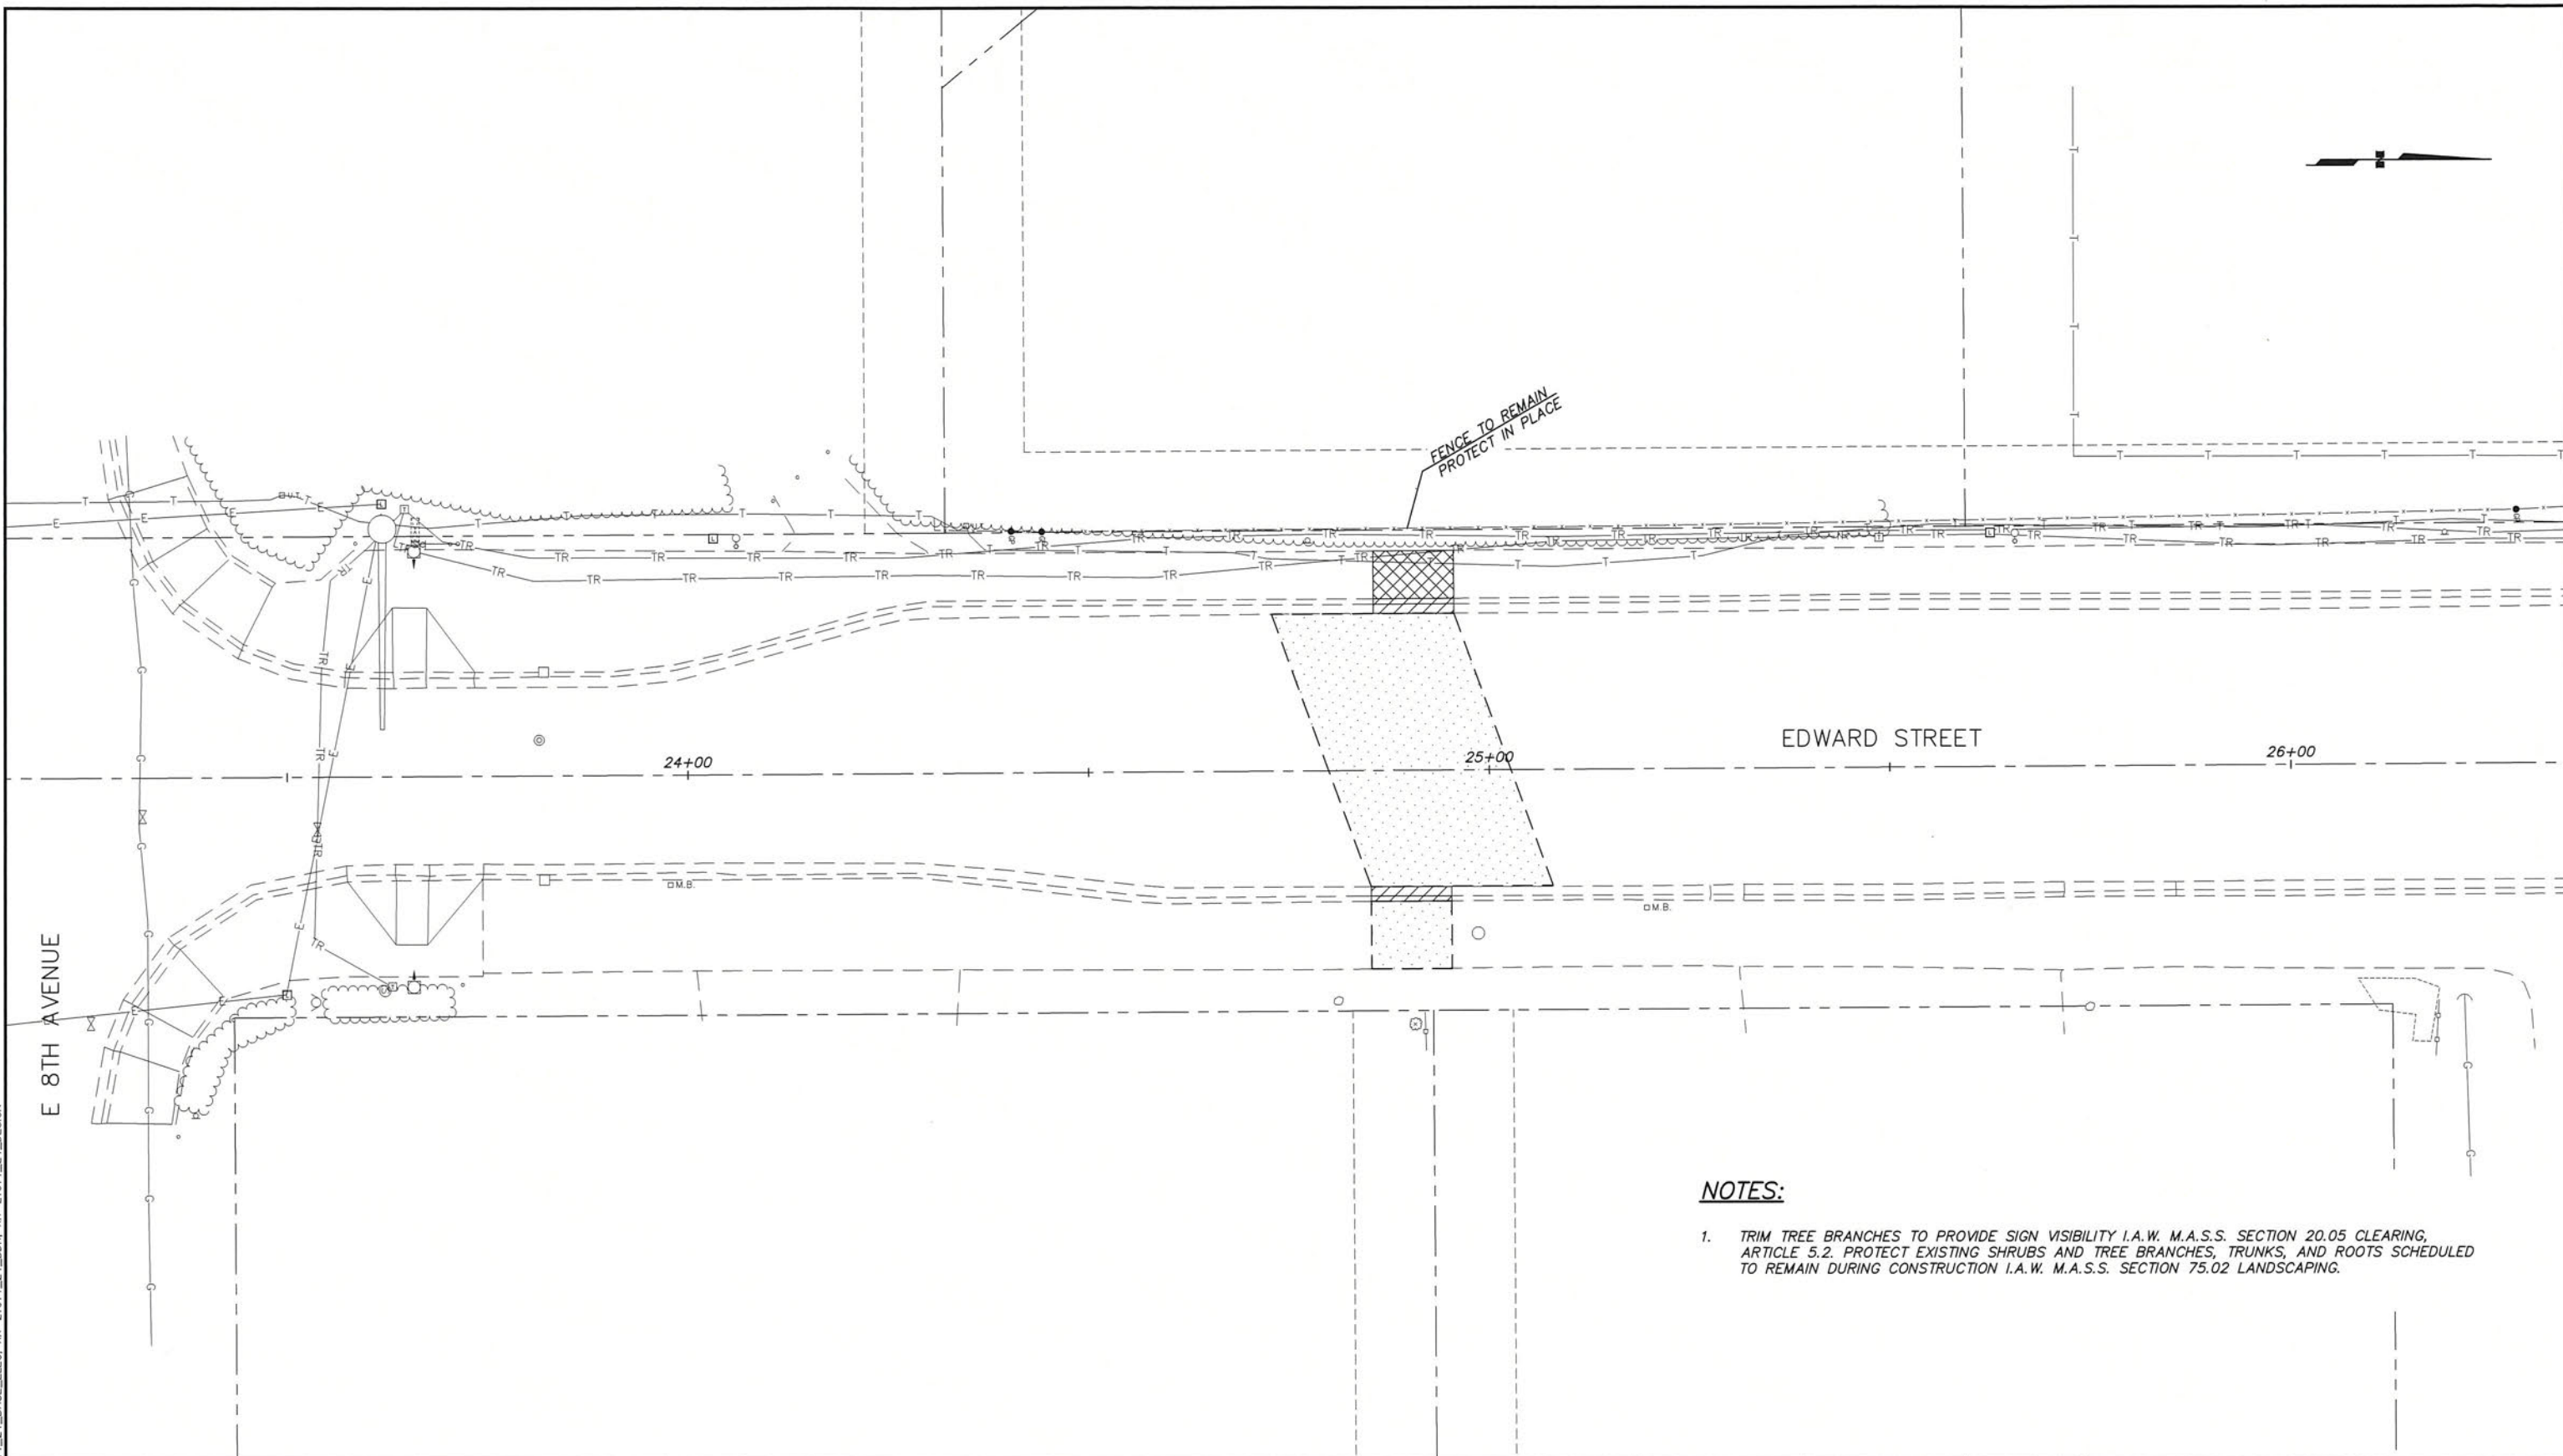 FENCE TO REMAIN
PROTECT IN PLACE
EDWARD STREET
24+00
25+00
26+00
E 8TH AVENUE
M.B.
M.B.
N
NOTES:
1. TRIM TREE BRANCHES TO PROVIDE SIGN VISIBILITY I.A.W. M.A.S.S. SECTION 20.05 CLEARING,
ARTICLE 5.2. PROTECT EXISTING SHRUBS AND TREE BRANCHES, TRUNKS, AND ROOTS SCHEDULED
TO REMAIN DURING CONSTRUCTION I.A.W. M.A.S.S. SECTION 75.02 LANDSCAPING.